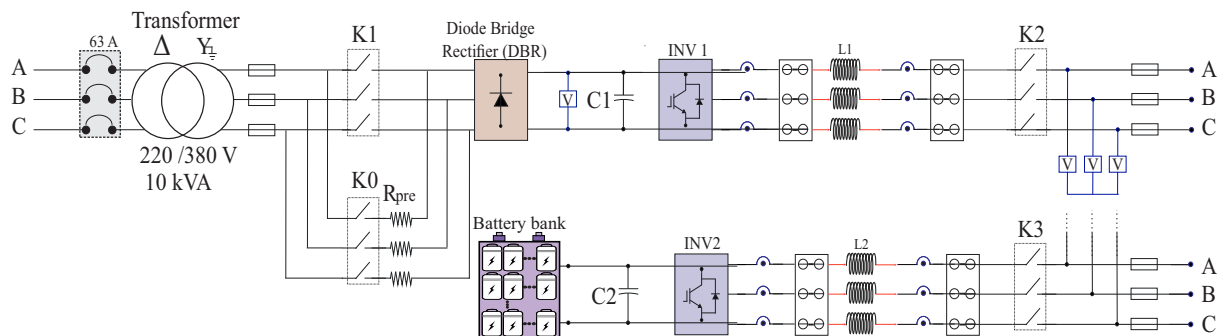 Transformer
Δ
Y
63 A
A
B
C
220 /380 V
10 kVA
K1
K0
Rpre
Diode Bridge
Rectifier (DBR)
V
C1
INV 1
L1
K2
A
B
C
V
V
V
Battery bank
C2
INV2
L2
K3
A
B
C